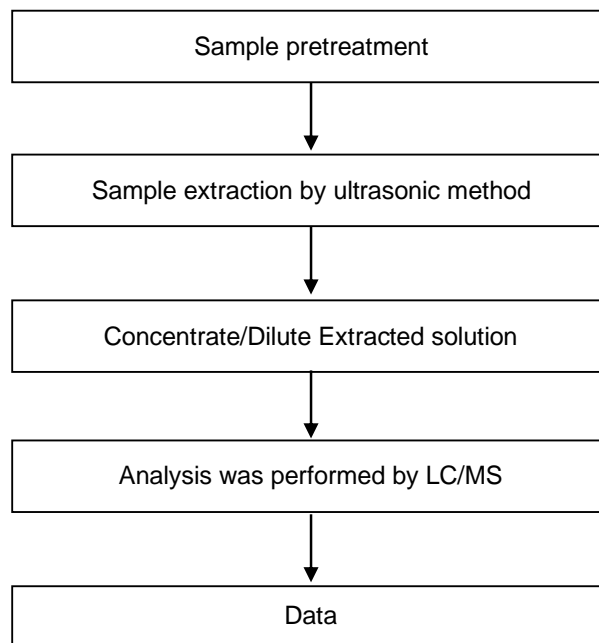 Sample pretreatment
Sample extraction by ultrasonic method
Concentrate/Dilute Extracted solution
Analysis was performed by LC/MS
Data